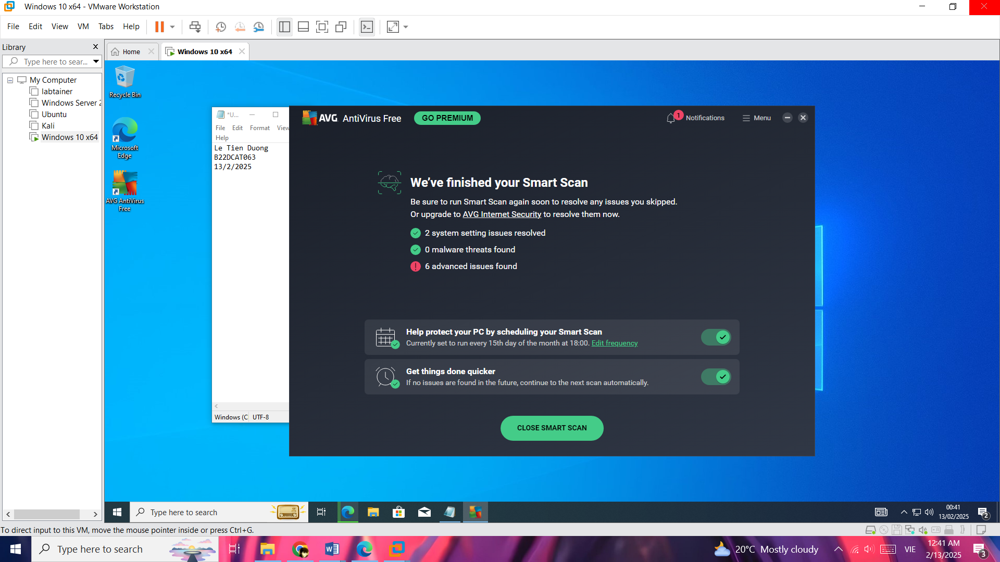 Windows 10 x64 - VMware Workstation
File Edit View VM Tabs Help
Library
Type here to sear...
My Computer
labtainer
Windows Server 2
Ubuntu
Kali
Windows 10 x64
Home
Windows 10 x64
Recycle Bin
Microsoft
Edge
AVG AntiVirus
Free
*U...
File Edit Format View
Help
Le Tien Duong
B22DCAT063
13/2/2025
Windows (C
UTF-8
AVG AntiVirus Free
GO PREMIUM
1
Notifications
Menu
We've finished your Smart Scan
Be sure to run Smart Scan again soon to resolve any issues you skipped.
Or upgrade to AVG Internet Security to resolve them now.
2 system setting issues resolved
0 malware threats found
6 advanced issues found
Help protect your PC by scheduling your Smart Scan
Currently set to run every 15th day of the month at 18:00. Edit frequency
Get things done quicker
If no issues are found in the future, continue to the next scan automatically.
CLOSE SMART SCAN
Type here to search
00:41
13/02/2025
2
To direct input to this VM, move the mouse pointer inside or press Ctrl+G.
Type here to search
20°C Mostly cloudy
VIE
12:41 AM
2/13/2025
3